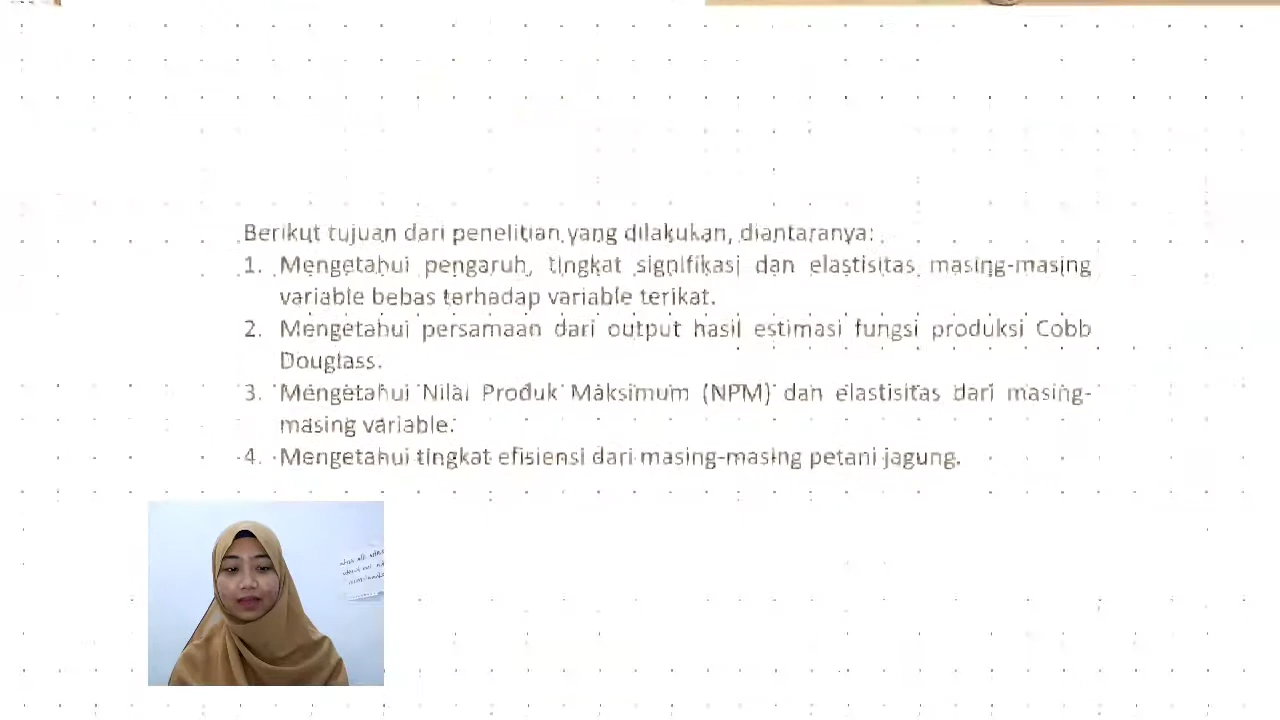 Berikut tujuan dari penelitian yang dilakukan, diantaranya:
1. Mengetahui pengaruh, tingkat signifikasi dan elastisitas masing-masing
variable bebas terhadap variable terikat.
2. Mengetahui persamaan dari output hasil estimasi fungsi produksi Cobb
Douglass.
3. Mengetahui Nilai Produk Maksimum (NPM) dan elastisitas dari masing-
masing variable.
4. Mengetahui tingkat efisiensi dari masing-masing petani jagung.